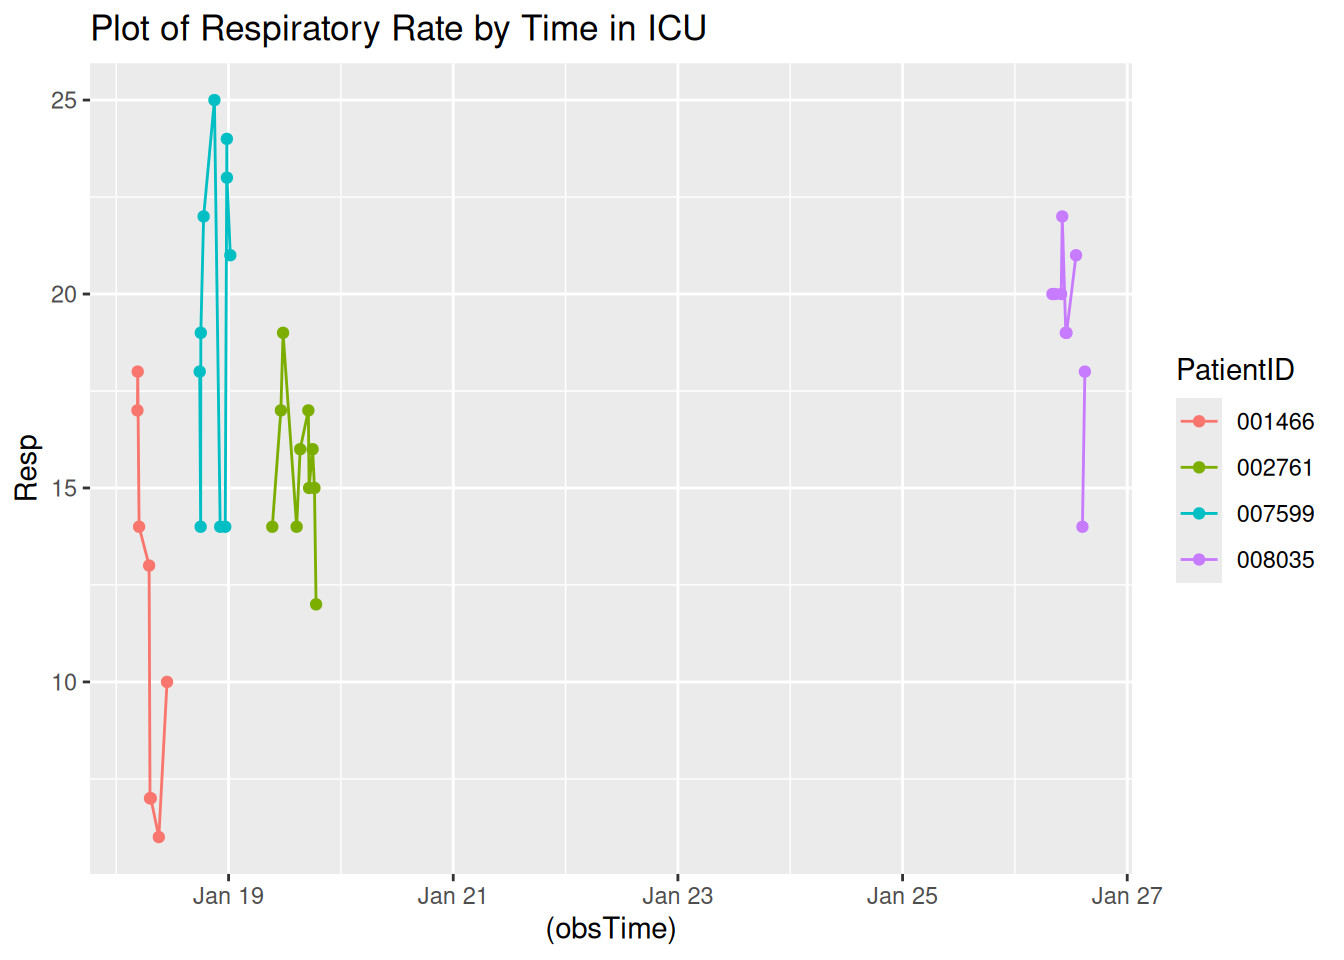 Plot of Respiratory Rate by Time in ICU
Resp
25
20
15
10
Jan 19 Jan 21 Jan 23 Jan 25 Jan 27
(obsTime)
PatientID
001466
002761
007599
008035